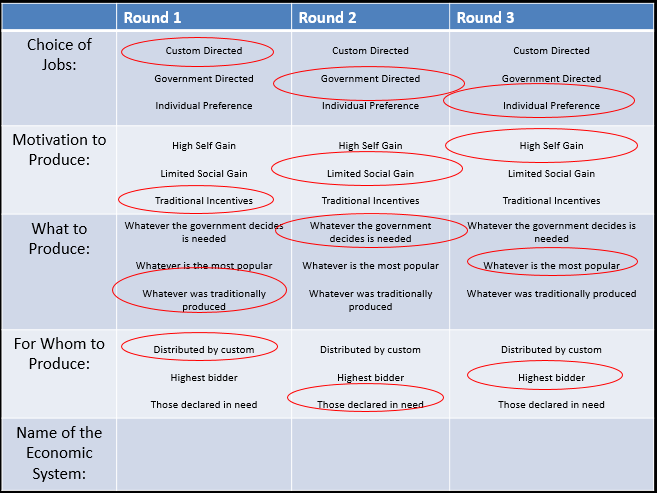 Round 1 Round 2 Round 3
Choice of Jobs:
Custom Directed Custom Directed Custom Directed
Government Directed Government Directed Government Directed
Individual Preference Individual Preference Individual Preference
Motivation to Produce:
High Self Gain High Self Gain High Self Gain
Limited Social Gain Limited Social Gain Limited Social Gain
Traditional Incentives Traditional Incentives Traditional Incentives
What to Produce:
Whatever the government decides is needed Whatever the government decides is needed Whatever the government decides is needed
Whatever is the most popular Whatever is the most popular Whatever is the most popular
Whatever was traditionally produced Whatever was traditionally produced Whatever was traditionally produced
For Whom to Produce:
Distributed by custom Distributed by custom Distributed by custom
Highest bidder Highest bidder Highest bidder
Those declared in need Those declared in need Those declared in need
Name of the Economic System: